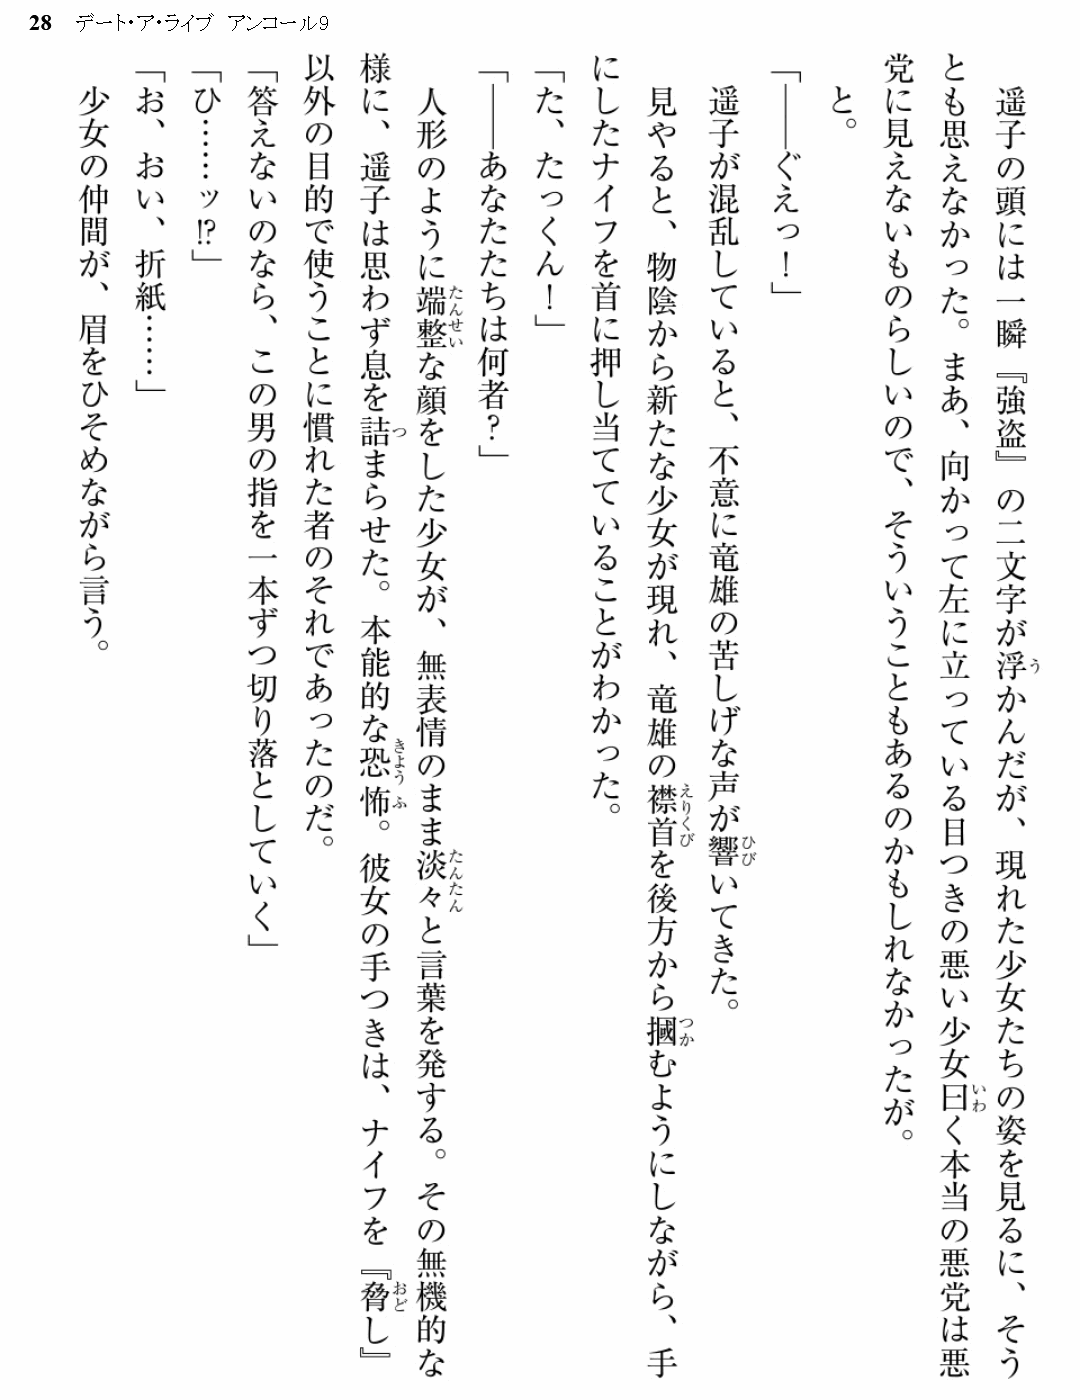 28 デート・ア・ライブ アンコール9
遥子の頭には一瞬『強盗』の二文字が浮かんだが、現れた少女たちの姿を見るに、そう
とも思えなかった。まあ、向かって左に立っている目つきの悪い少女曰く本当の悪党は悪
党に見えないものらしいので、そういうこともあるのかもしれなかったが。
と。
「――ぐえっ！」
遥子が混乱していると、不意に竜雄の苦しげな声が響いてきた。
見やると、物陰から新たな少女が現れ、竜雄の襟首を後方から摑むようにしながら、手
にしたナイフを首に押し当てていることがわかった。
「た、たっくん！」
「――あなたたちは何者？」
人形のように端整な顔をした少女が、無表情のまま淡々と言葉を発する。その無機的な
様に、遥子は思わず息を詰まらせた。本能的な恐怖。彼女の手つきは、ナイフを『脅し』
以外の目的で使うことに慣れた者のそれであったのだ。
「答えないのなら、この男の指を一本ずつ切り落としていく」
「ひ……ッ!?」
「お、おい、折紙……」
少女の仲間が、眉をひそめながら言う。